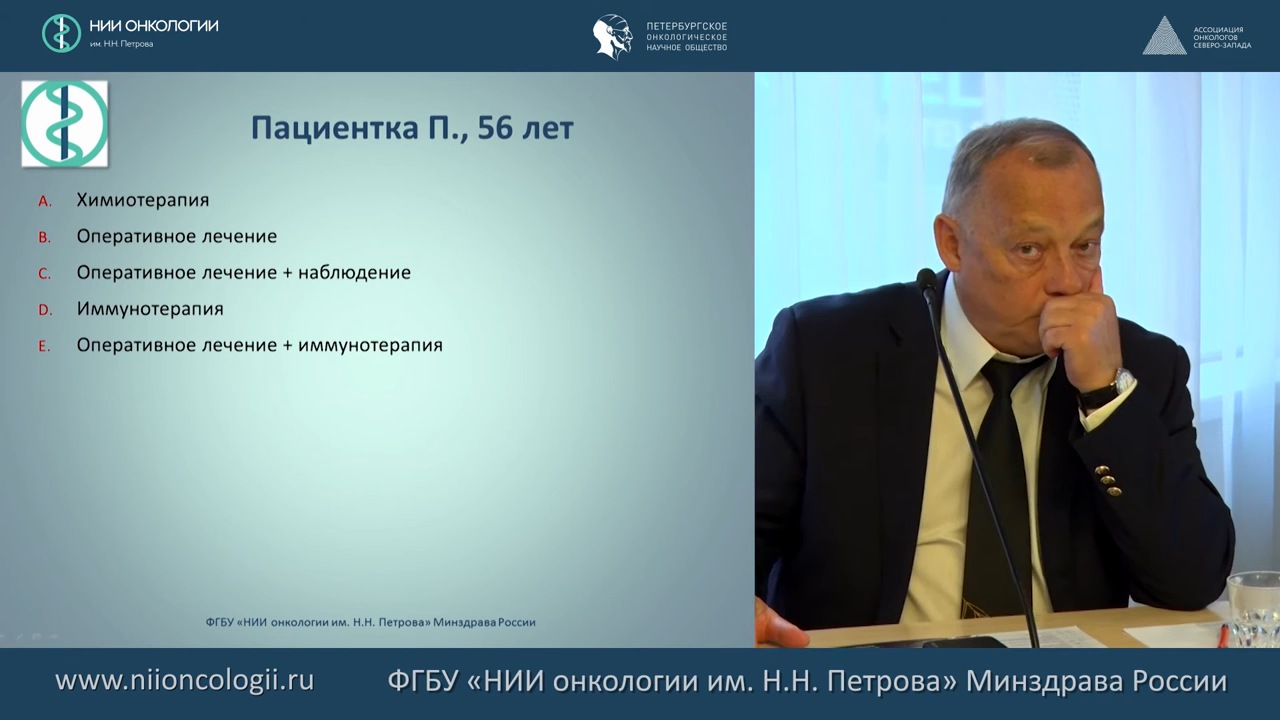 НИИ ОНКОЛОГИИ
им. Н.Н. Петрова
ПЕТЕРБУРГСКОЕ
ОНКОЛОГИЧЕСКОЕ
НАУЧНОЕ ОБЩЕСТВО
АССОЦИАЦИЯ
ОНКОЛОГОВ
СЕВЕРО-ЗАПАДА
Пациентка П., 56 лет
A. Химиотерапия
B. Оперативное лечение
C. Оперативное лечение + наблюдение
D. Иммунотерапия
E. Оперативное лечение + иммунотерапия
ФГБУ «НИИ онкологии им. Н.Н. Петрова» Минздрава России
www.niioncologii.ru
ФГБУ «НИИ онкологии им. Н.Н. Петрова» Минздрава России